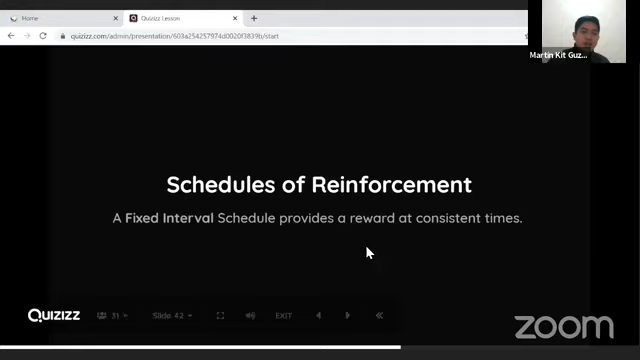 Home
Quizizz Lesson
quizizz.com/admin/presentation/603a254257974d0020f3839b/start
Martin Kit Guz...
Schedules of Reinforcement
A Fixed Interval Schedule provides a reward at consistent times.
Quizizz
31
Slide 42
EXIT
zoom